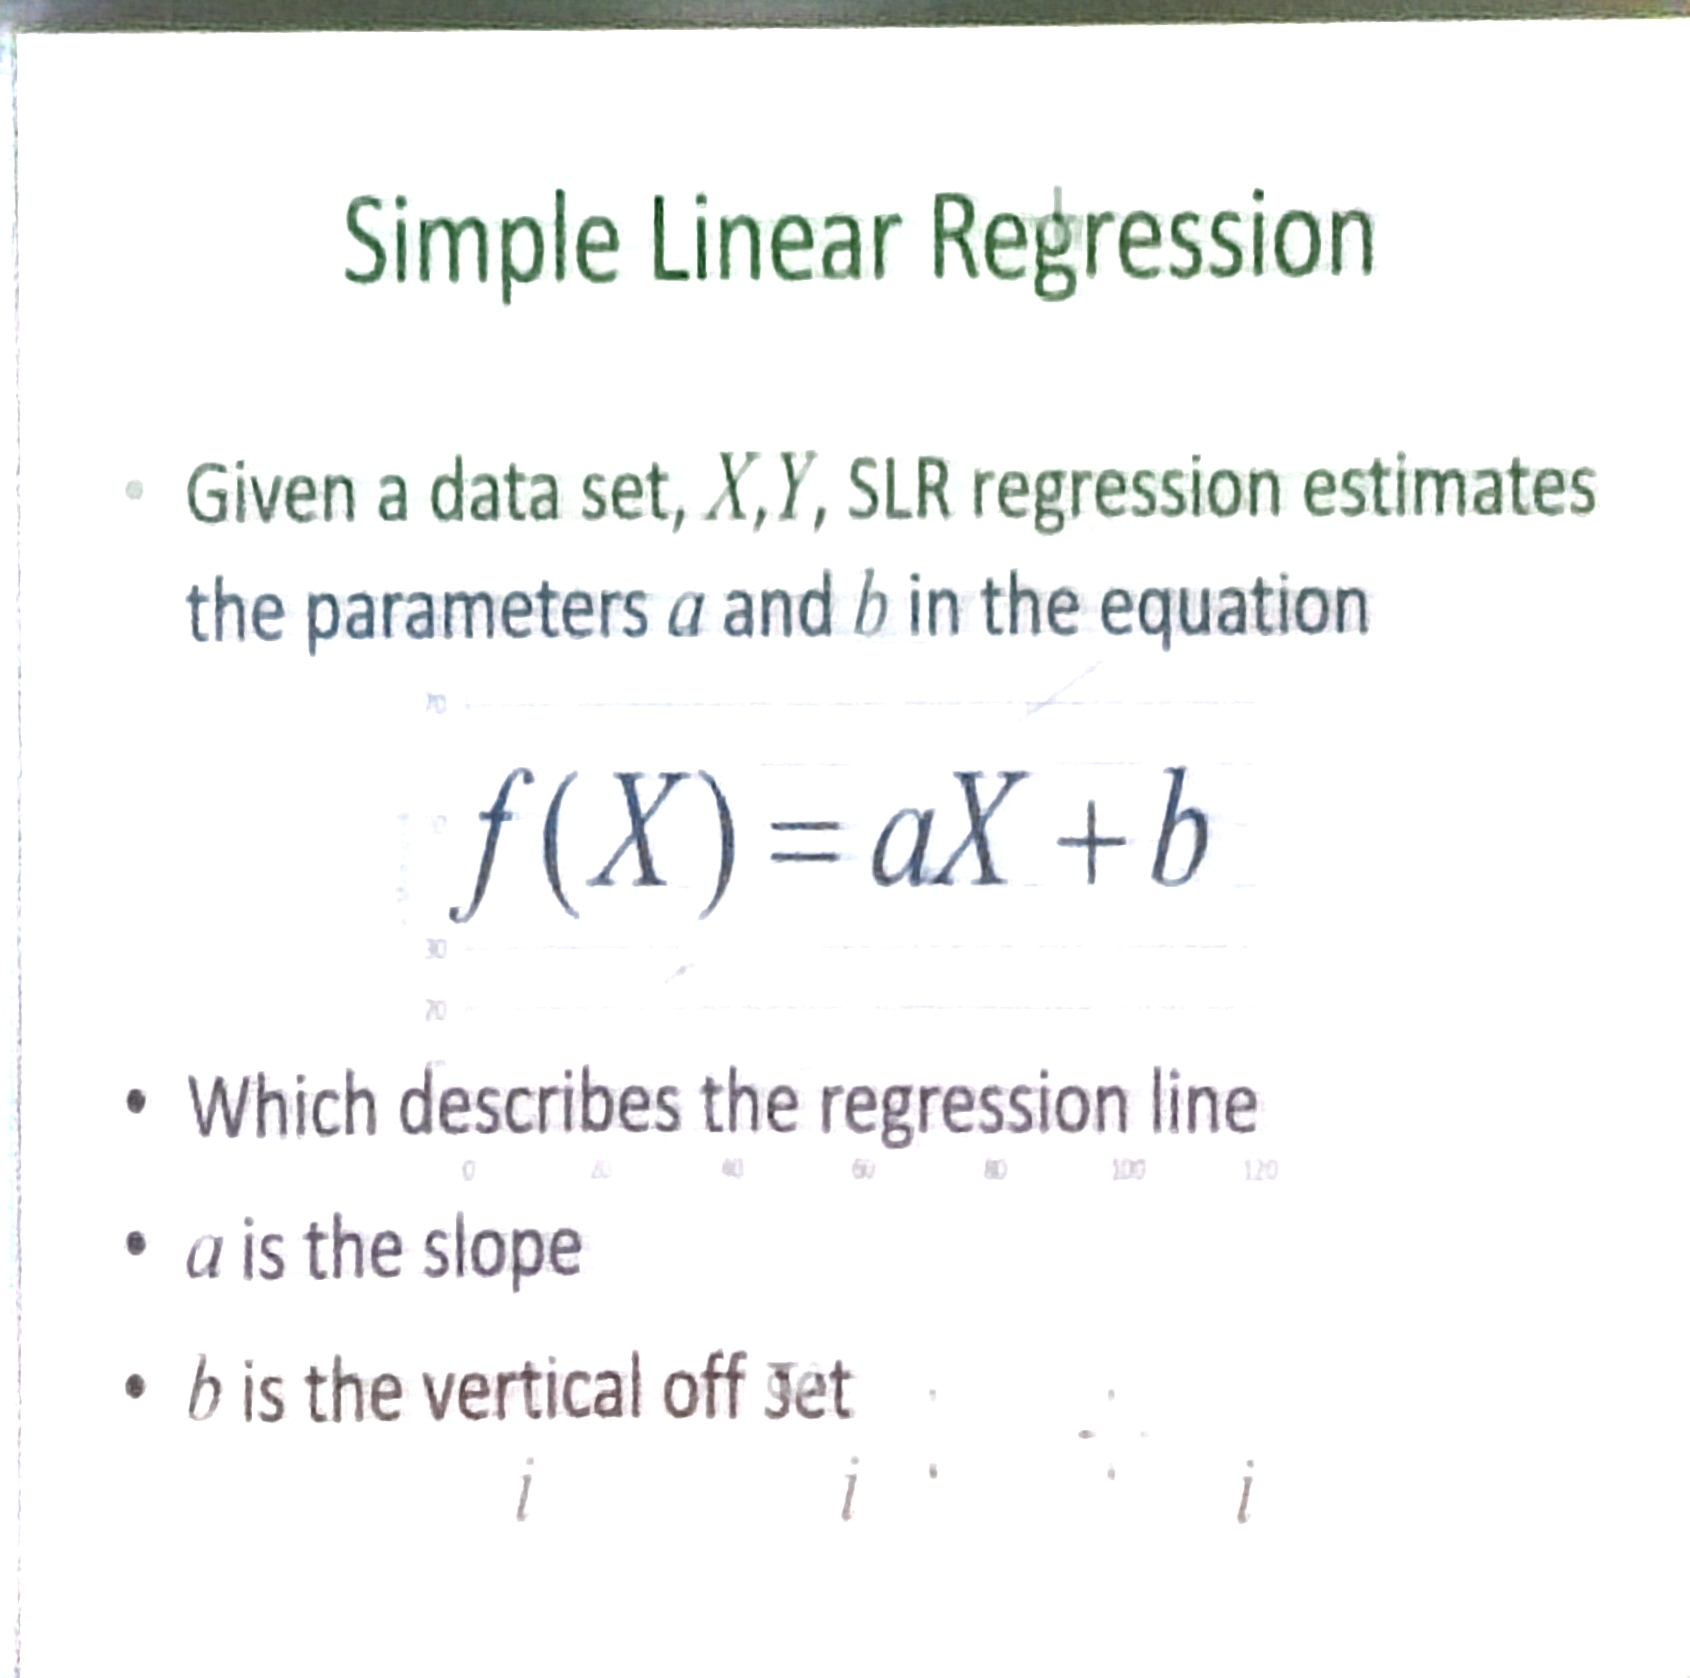 Simple Linear Regression
• Given a data set, X,Y, SLR regression estimates
the parameters a and b in the equation
70
f(X) = aX + b
30
20
• Which describes the regression line
0 20 40 60 80 100 120
• a is the slope
• b is the vertical off set
i i i